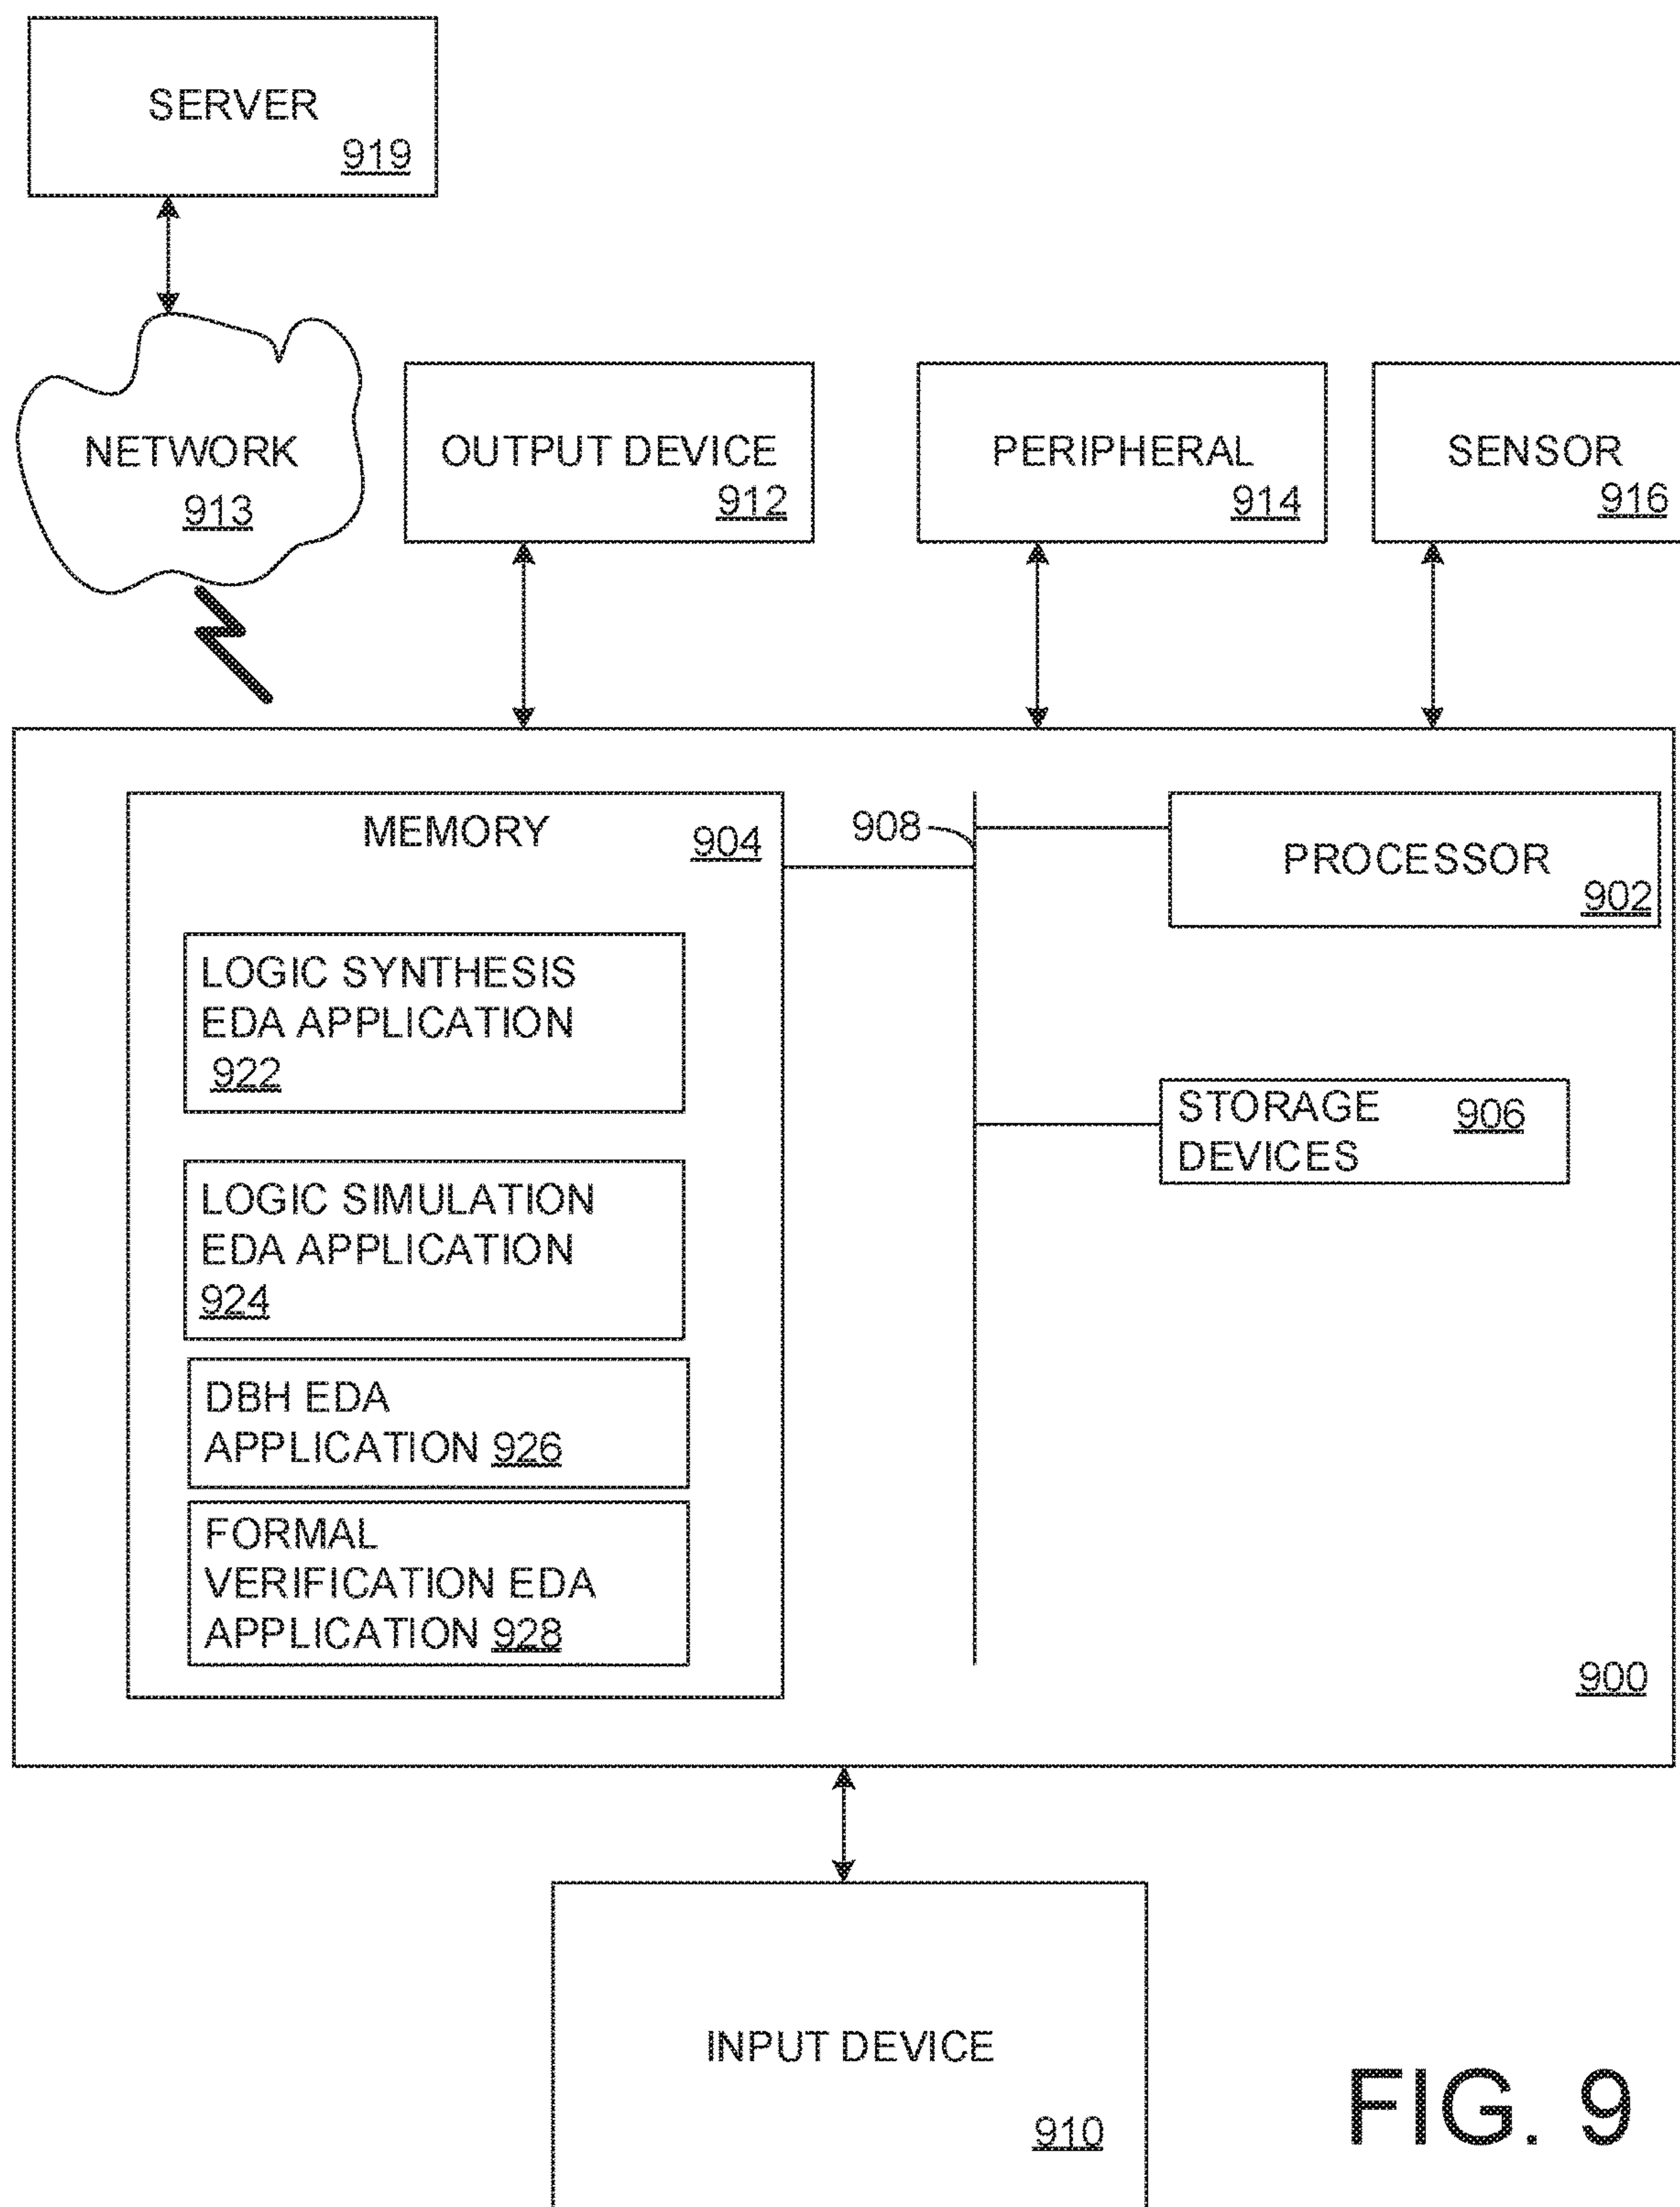 SERVER
919
NETWORK
913
OUTPUT DEVICE
912
PERIPHERAL
914
SENSOR
916
MEMORY
904
908
PROCESSOR
902
LOGIC SYNTHESIS
EDA APPLICATION
922
STORAGE
906
DEVICES
LOGIC SIMULATION
EDA APPLICATION
924
DBH EDA
APPLICATION 926
FORMAL
VERIFICATION EDA
APPLICATION 928
900
INPUT DEVICE
910
FIG. 9